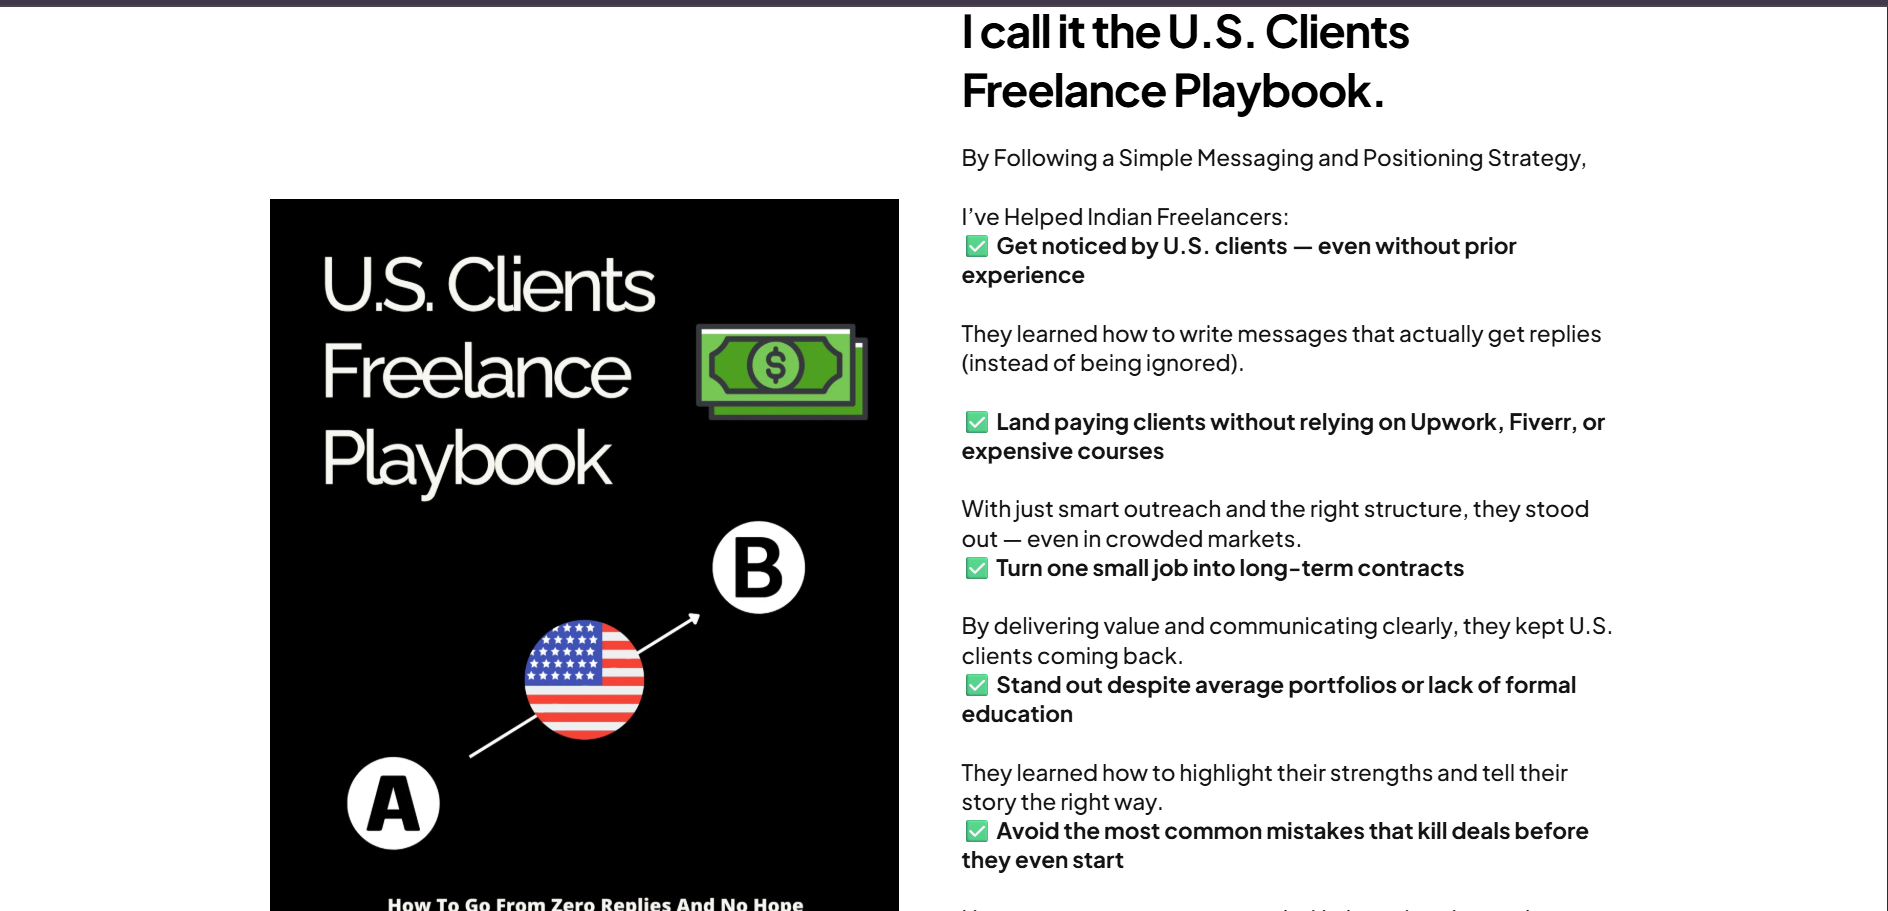 I call it the U.S. Clients
Freelance Playbook.
By Following a Simple Messaging and Positioning Strategy,
I’ve Helped Indian Freelancers:
✅ Get noticed by U.S. clients — even without prior
experience
They learned how to write messages that actually get replies
(instead of being ignored).
✅ Land paying clients without relying on Upwork, Fiverr, or
expensive courses
With just smart outreach and the right structure, they stood
out — even in crowded markets.
✅ Turn one small job into long-term contracts
By delivering value and communicating clearly, they kept U.S.
clients coming back.
✅ Stand out despite average portfolios or lack of formal
education
They learned how to highlight their strengths and tell their
story the right way.
✅ Avoid the most common mistakes that kill deals before
they even start
U.S. Clients
Freelance
Playbook
$
B
A
How To Go From Zero Replies And No Hope